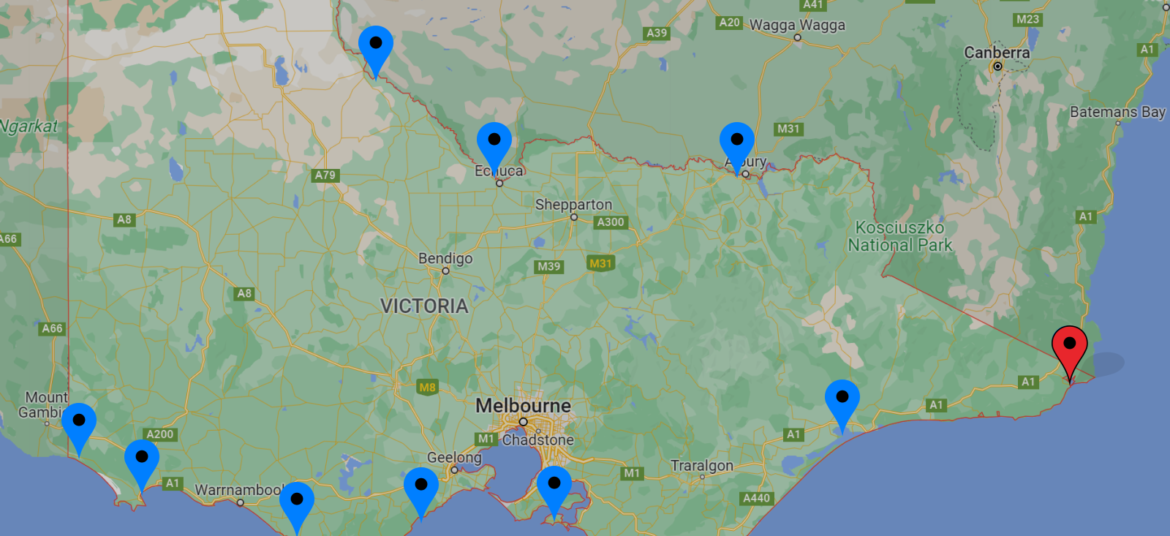 A41
A20
M23
Wagga Wagga
A39
A1
Canberra
Batemans Bay
Ngarkat
M31
Albury
Echuca
A79
Shepparton
A8
A300
A1
A66
Kosciuszko
National Park
Bendigo
M39
M31
VICTORIA
A8
A66
M8
A1
Mount
Melbourne
A1
A200
M1
Chadstone
A1
Geelong
Traralgon
M1
A1
Warrnambool
A440